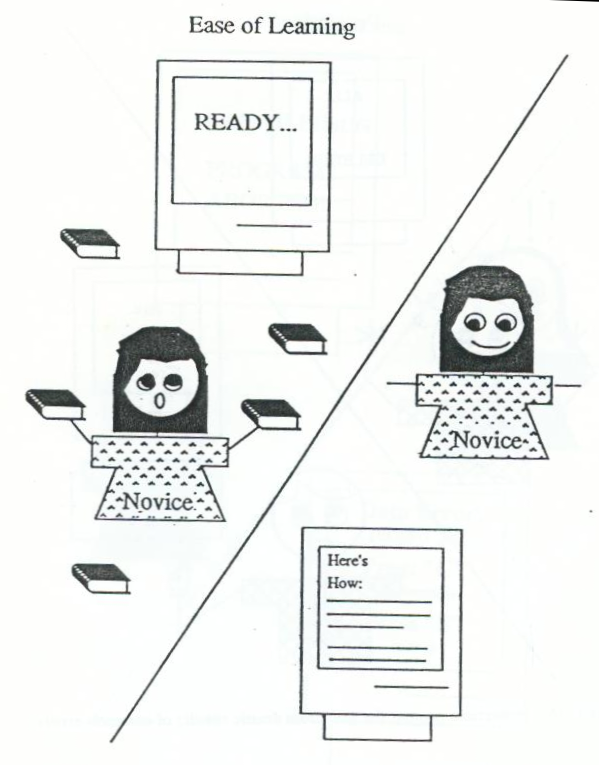 Ease of Learning
READY...
Novice
Novice
Here's
How: